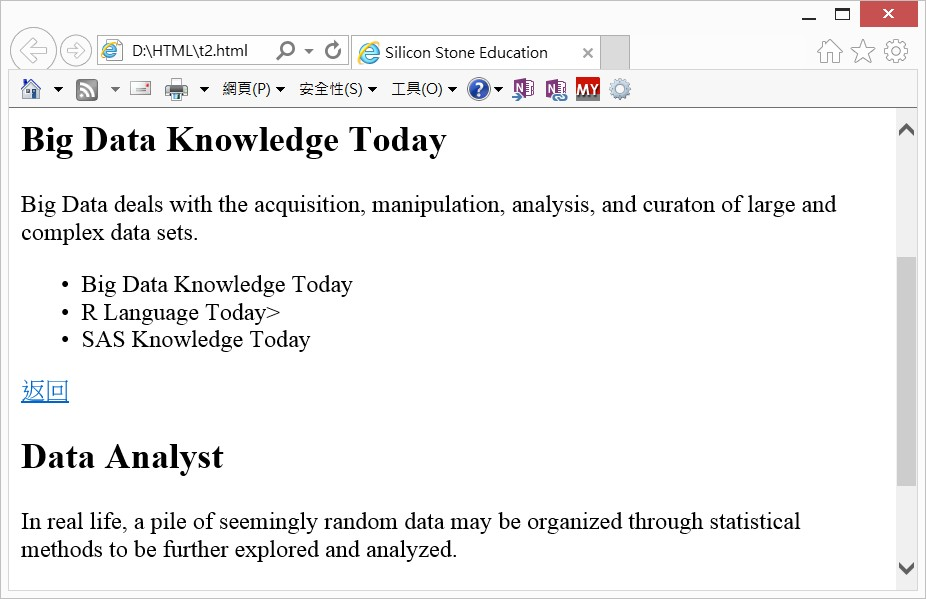 D:\HTML\t2.html
Silicon Stone Education
網頁(P)
安全性(S)
工具(O)
?
N
N
MY
Big Data Knowledge Today
Big Data deals with the acquisition, manipulation, analysis, and curaton of large and
complex data sets.
• Big Data Knowledge Today
• R Language Today>
• SAS Knowledge Today
返回
Data Analyst
In real life, a pile of seemingly random data may be organized through statistical
methods to be further explored and analyzed.